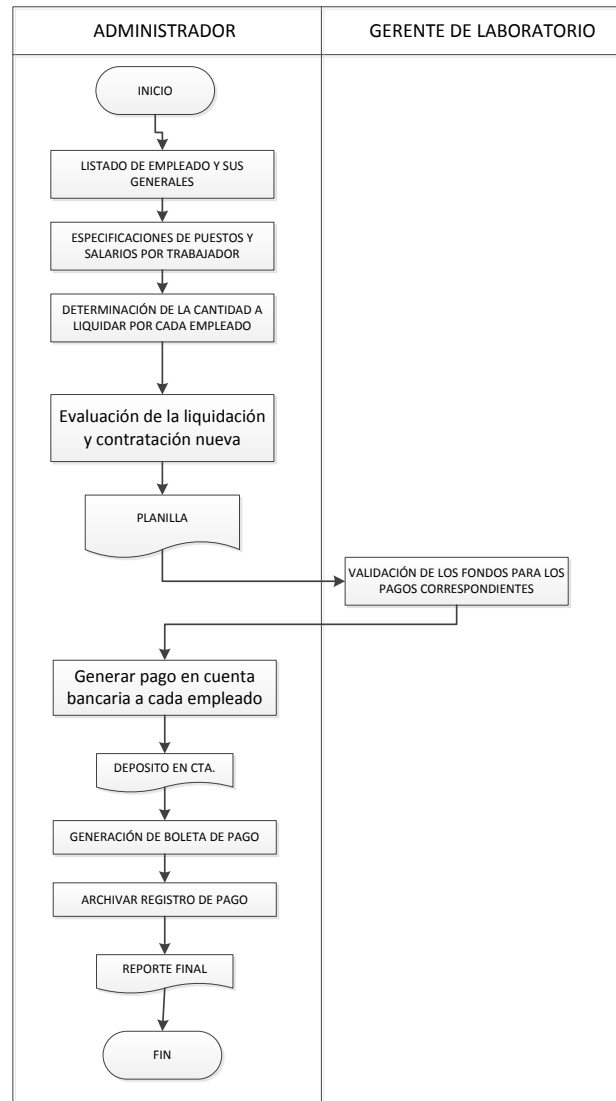 ADMINISTRADOR
GERENTE DE LABORATORIO
INICIO
LISTADO DE EMPLEADO Y SUS
GENERALES
ESPECIFICACIONES DE PUESTOS Y
SALARIOS POR TRABAJADOR
DETERMINACIÓN DE LA CANTIDAD A
LIQUIDAR POR CADA EMPLEADO
Evaluación de la liquidación
y contratación nueva
PLANILLA
VALIDACIÓN DE LOS FONDOS PARA LOS
PAGOS CORRESPONDIENTES
Generar pago en cuenta
bancaria a cada empleado
DEPOSITO EN CTA.
GENERACIÓN DE BOLETA DE PAGO
ARCHIVAR REGISTRO DE PAGO
REPORTE FINAL
FIN